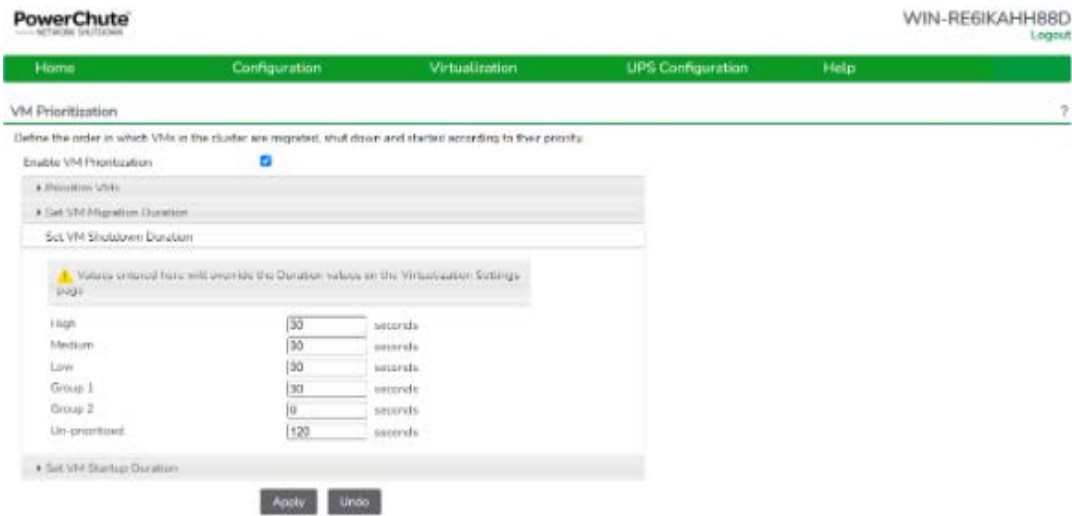 PowerChute
NETWORK SHUTDOWN
WIN-RE6IKAHH88D
Logout
Home Configuration Virtualization UPS Configuration Help
VM Prioritization ?
Define the order in which VMs in the cluster are migrated, shut down and started according to their priority.
Enable VM Prioritization
Prioritize VMs
Set VM Migration Duration
Set VM Shutdown Duration
Values entered here will override the Duration values on the Virtualization Settings
page
High 30 seconds
Medium 30 seconds
Low 30 seconds
Group 1 30 seconds
Group 2 0 seconds
Un-prioritized 120 seconds
Set VM Startup Duration
Apply Undo